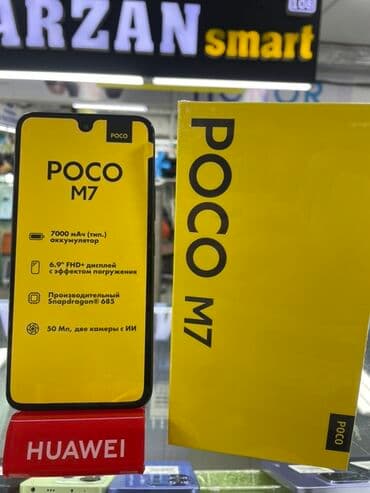 108
ARZAN smart
POCO
POCO
M7
7000 мАч (тип.)
аккумулятор
6.9" FHD+ дисплей
с эффектом погружения
Производительный
Snapdragon® 685
50 Мп, две камеры с ИИ
HUAWEI
POCO M7
POCO